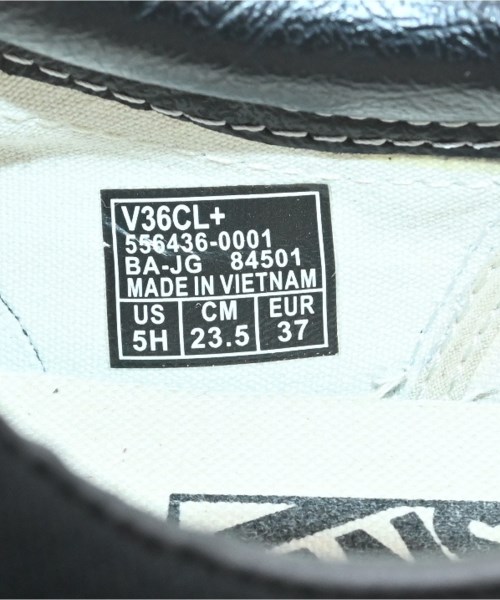 V36CL+
556436-0001
BA-JG 84501
MADE IN VIETNAM
US CM EUR
5H 23.5 37